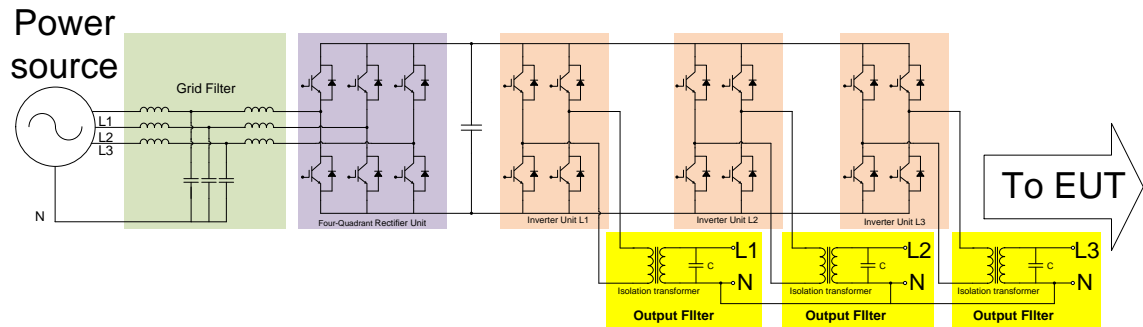 Power
source
L1
L2
L3
N
Grid Filter
Four-Quadrant Rectifier Unit
Inverter Unit L1
Inverter Unit L2
Inverter Unit L3
To EUT
L1
C
N
Isolation transformer
Output FIlter
L2
C
N
Isolation transformer
Output FIlter
L3
C
N
Isolation transformer
Output FIlter